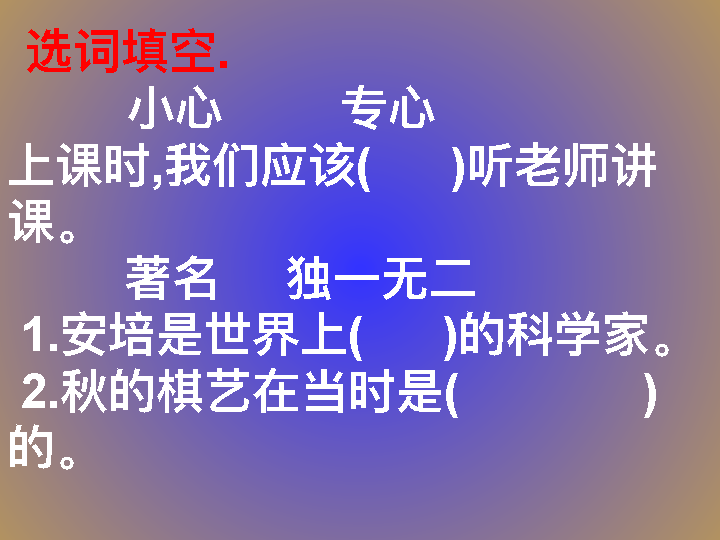 选词填空.
小心 专心
上课时,我们应该( )听老师讲
课。
著名 独一无二
1.安培是世界上( )的科学家。
2.秋的棋艺在当时是( )
的。